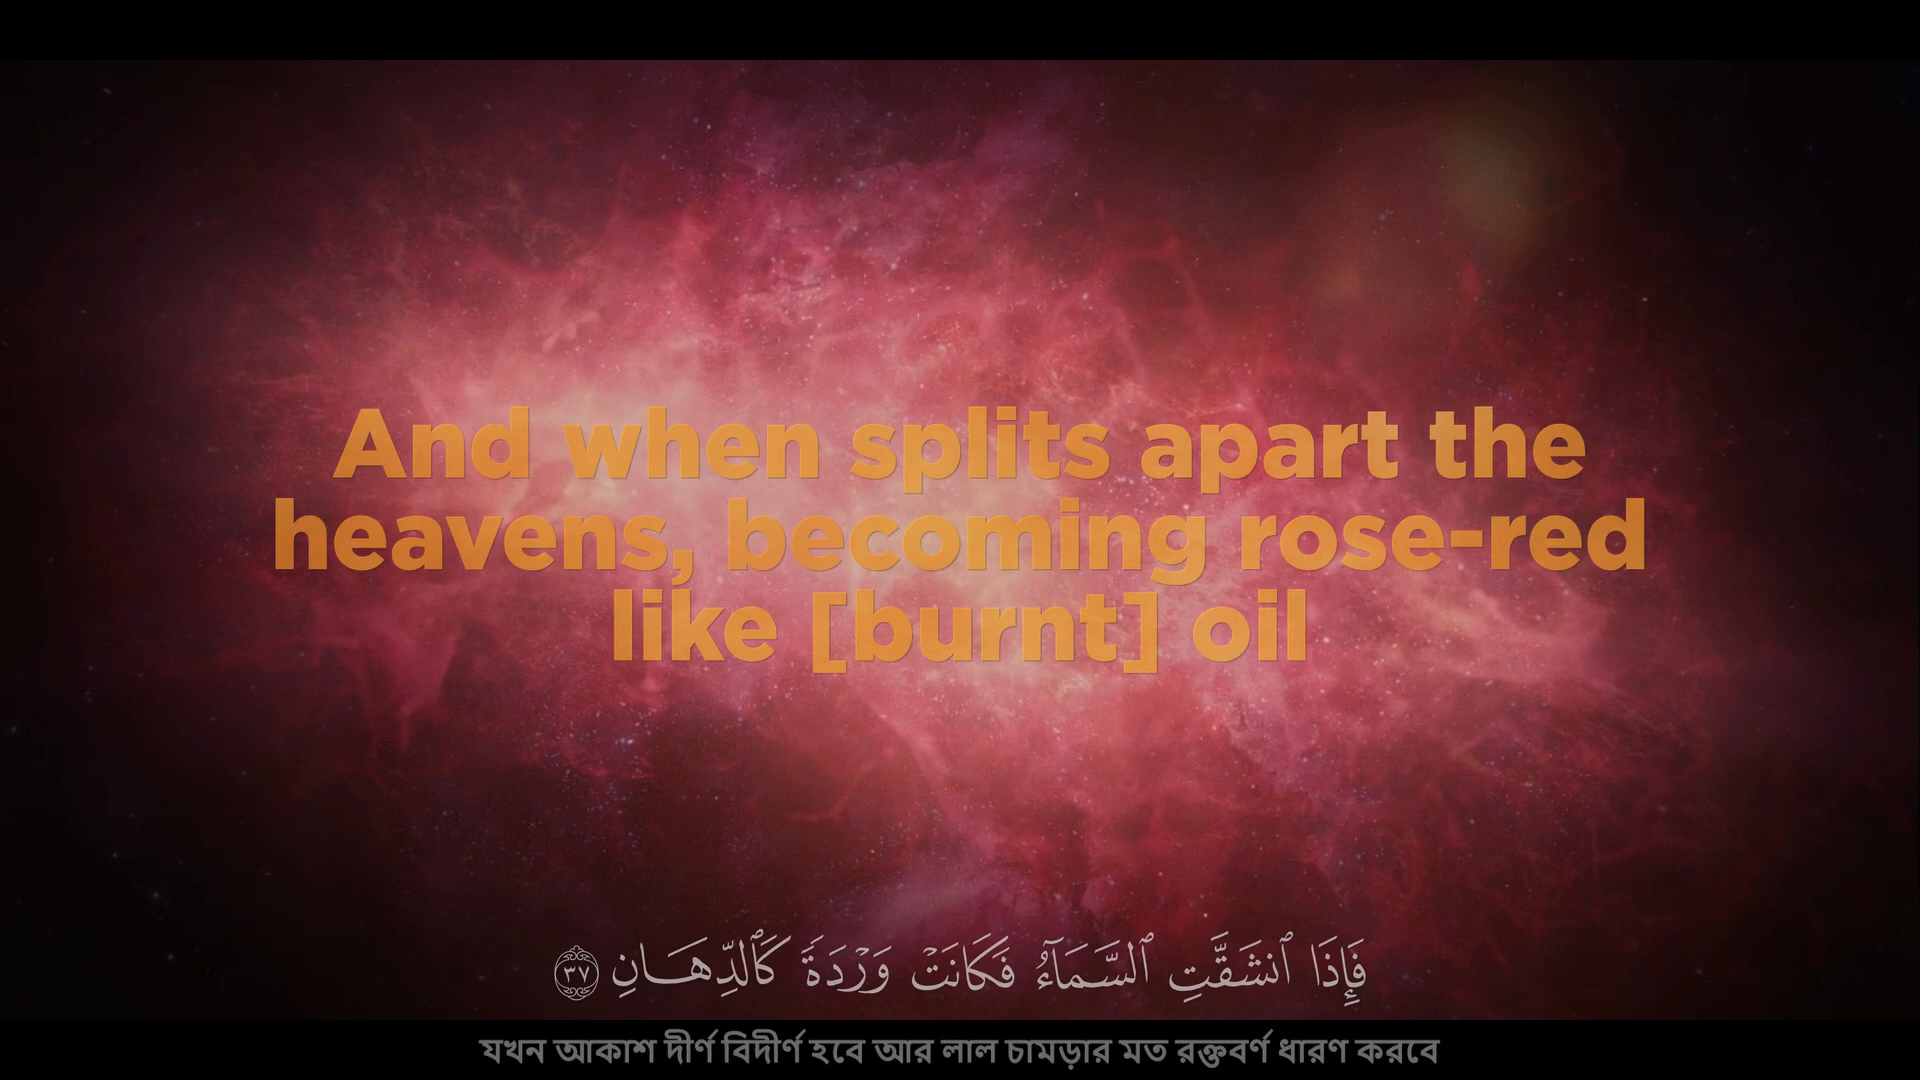 And when splits apart the
heavens, becoming rose-red
like [burnt] oil
فَإِذَا ٱنشَقَّتِ ٱلسَّمَآءُ فَكَانَتْ وَرْدَةً كَٱلدِّهَانِ ٣٧
যখন আকাশ দীর্ণ বিদীর্ণ হবে আর লাল চামড়ার মত রক্তবর্ণ ধারণ করবে